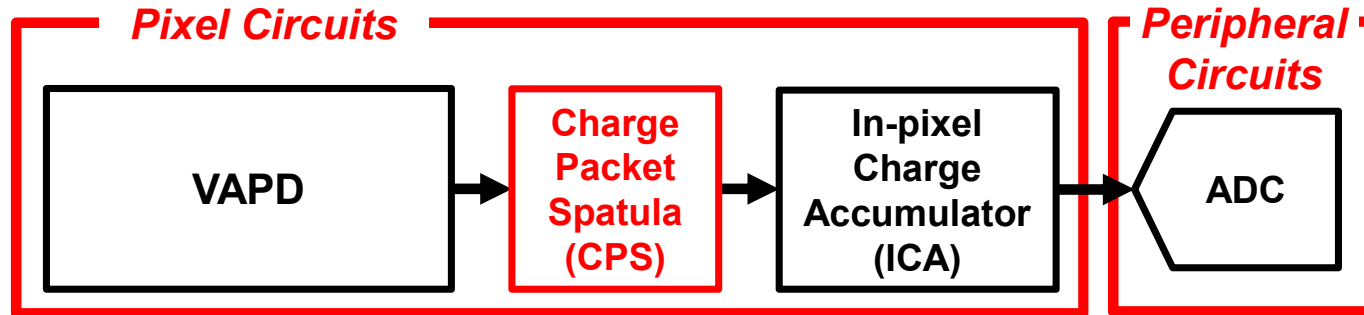 Pixel Circuits
Peripheral
Circuits
VAPD
Charge
Packet
Spatula
(CPS)
In-pixel
Charge
Accumulator
(ICA)
ADC